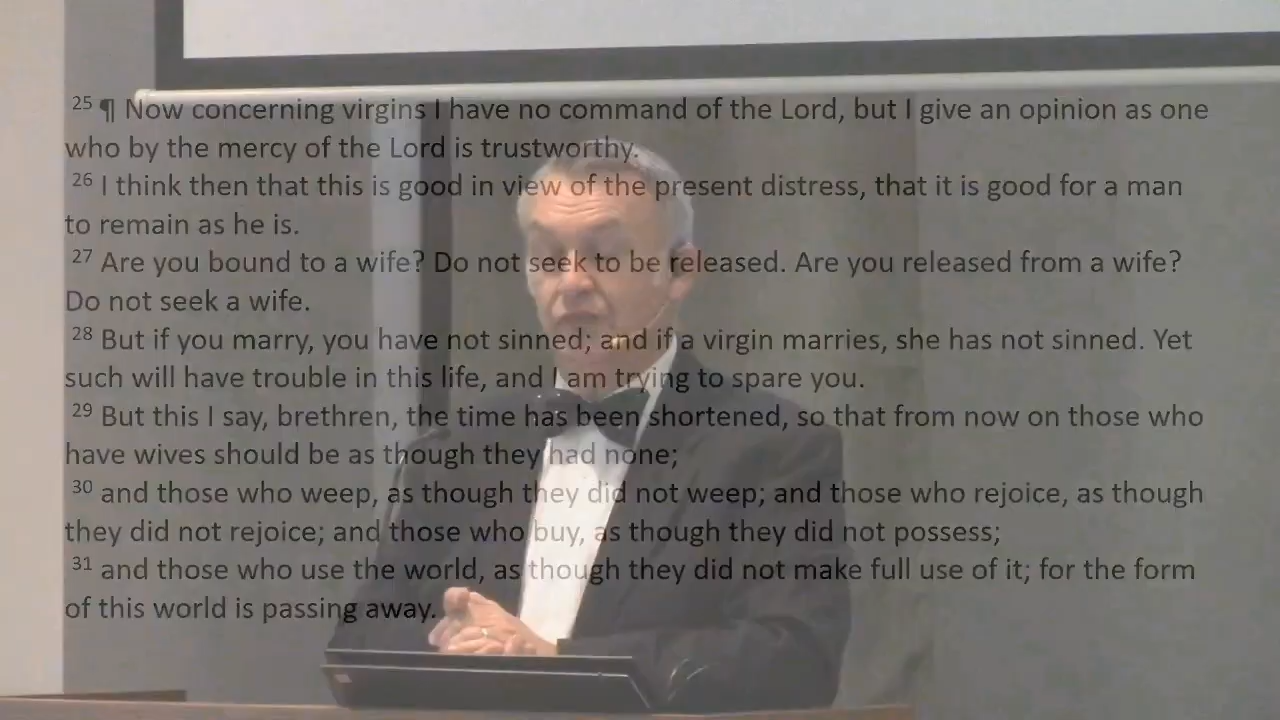 25 ¶ Now concerning virgins I have no command of the Lord, but I give an opinion as one
who by the mercy of the Lord is trustworthy.
26 I think then that this is good in view of the present distress, that it is good for a man
to remain as he is.
27 Are you bound to a wife? Do not seek to be released. Are you released from a wife?
Do not seek a wife.
28 But if you marry, you have not sinned; and if a virgin marries, she has not sinned. Yet
such will have trouble in this life, and I am trying to spare you.
29 But this I say, brethren, the time has been shortened, so that from now on those who
have wives should be as though they had none;
30 and those who weep, as though they did not weep; and those who rejoice, as though
they did not rejoice; and those who buy, as though they did not possess;
31 and those who use the world, as though they did not make full use of it; for the form
of this world is passing away.